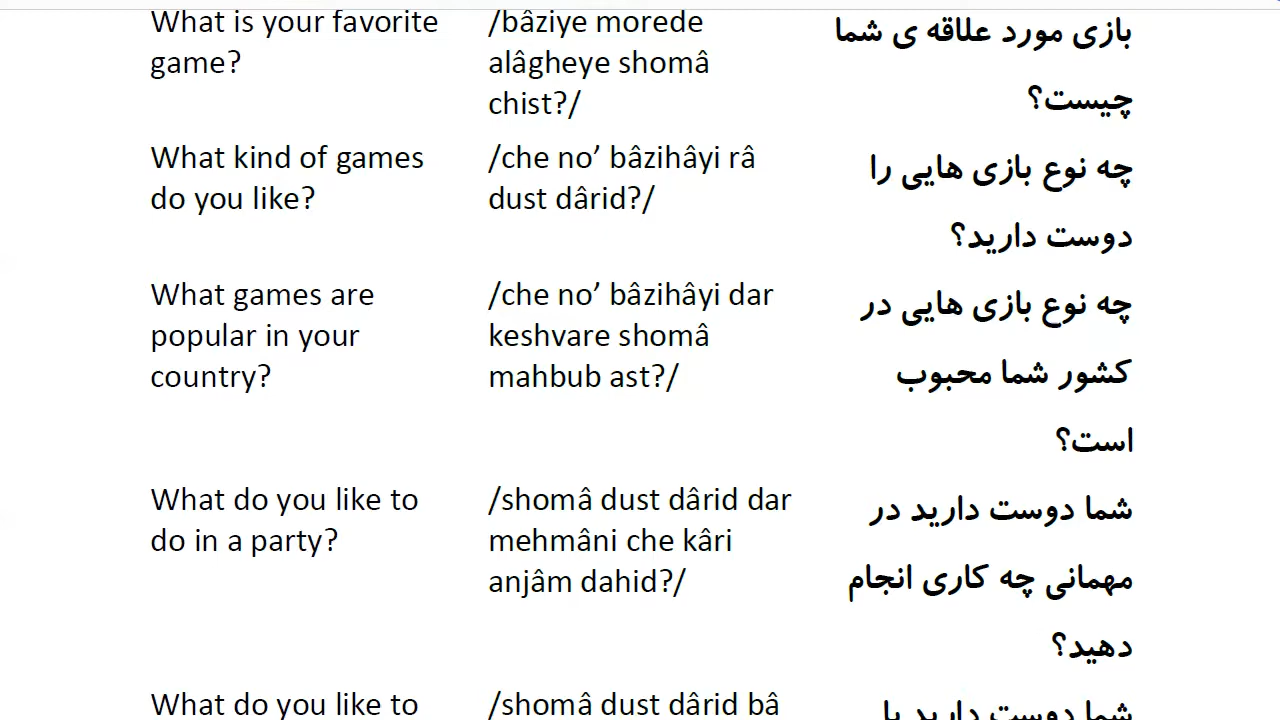 What is your favorite
game?
/bâziye morede
alâgheye shomâ
chist?/
بازی مورد علاقه ی شما
چیست؟
What kind of games
do you like?
/che no’ bâzihâyi râ
dust dârid?/
چه نوع بازی هایی را
دوست دارید؟
What games are
popular in your
country?
/che no’ bâzihâyi dar
keshvare shomâ
mahbub ast?/
چه نوع بازی هایی در
کشور شما محبوب
است؟
What do you like to
do in a party?
/shomâ dust dârid dar
mehmâni che kâri
anjâm dahid?/
شما دوست دارید در
مهمانی چه کاری انجام
دهید؟
What do you like to
/shomâ dust dârid bâ
شما دوست دارید با